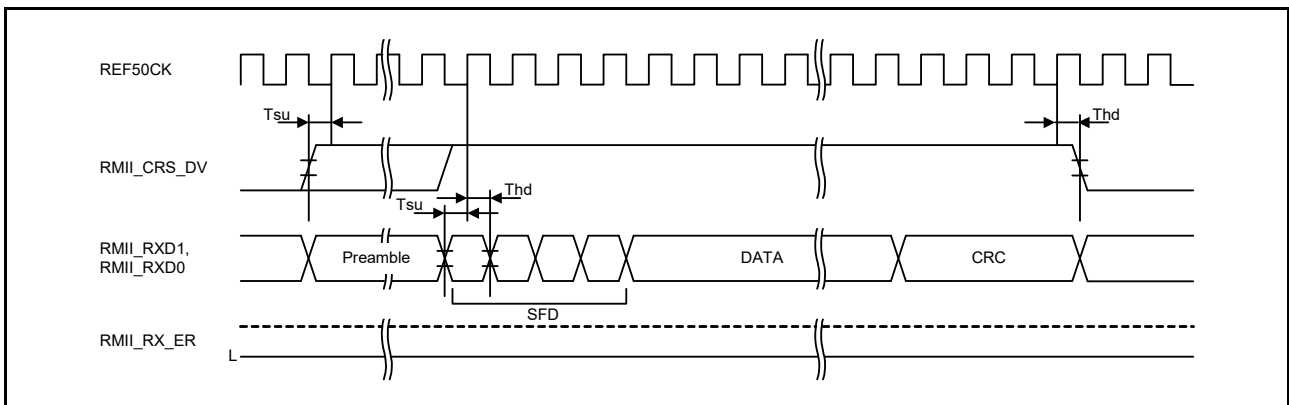 REF50CK
Tsu
Thd
RMII_CRS_DV
Tsu
Thd
RMII_RXD1,
RMII_RXD0
Preamble
DATA
CRC
SFD
RMII_RX_ER
L